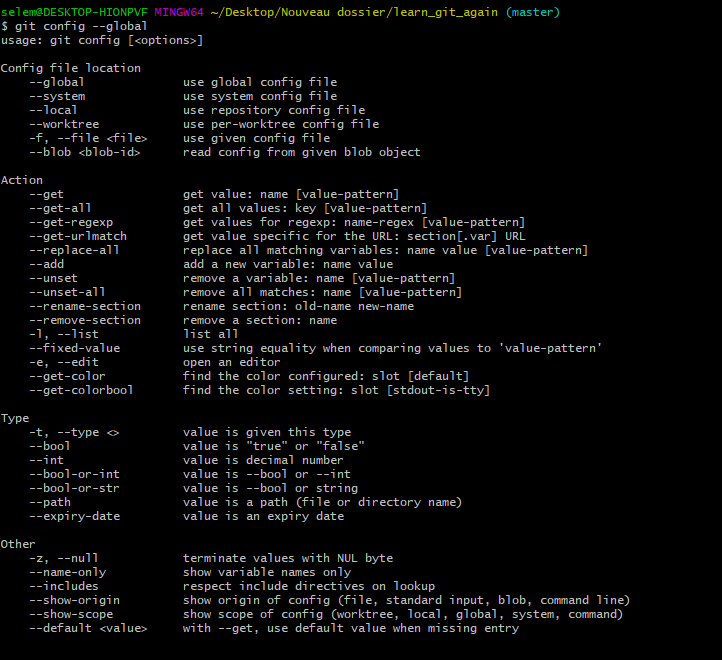 selem@DESKTOP-HIONPVF MINGW64 ~/Desktop/Nouveau dossier/learn_git_again (master)
$ git config --global
usage: git config [<options>]

Config file location
    --global              use global config file
    --system              use system config file
    --local               use repository config file
    --worktree            use per-worktree config file
    -f, --file <file>     use given config file
    --blob <blob-id>      read config from given blob object

Action
    --get                 get value: name [value-pattern]
    --get-all             get all values: key [value-pattern]
    --get-regexp          get values for regexp: name-regex [value-pattern]
    --get-urlmatch        get value specific for the URL: section[.var] URL
    --replace-all         replace all matching variables: name value [value-pattern]
    --add                 add a new variable: name value
    --unset               remove a variable: name [value-pattern]
    --unset-all           remove all matches: name [value-pattern]
    --rename-section      rename section: old-name new-name
    --remove-section      remove a section: name
    -l, --list            list all
    --fixed-value         use string equality when comparing values to 'value-pattern'
    -e, --edit            open an editor
    --get-color           find the color configured: slot [default]
    --get-colorbool       find the color setting: slot [stdout-is-tty]

Type
    -t, --type <>         value is given this type
    --bool                value is "true" or "false"
    --int                 value is decimal number
    --bool-or-int         value is --bool or --int
    --bool-or-str         value is --bool or string
    --path                value is a path (file or directory name)
    --expiry-date         value is an expiry date

Other
    -z, --null            terminate values with NUL byte
    --name-only           show variable names only
    --includes            respect include directives on lookup
    --show-origin         show origin of config (file, standard input, blob, command line)
    --show-scope          show scope of config (worktree, local, global, system, command)
    --default <value>     with --get, use default value when missing entry